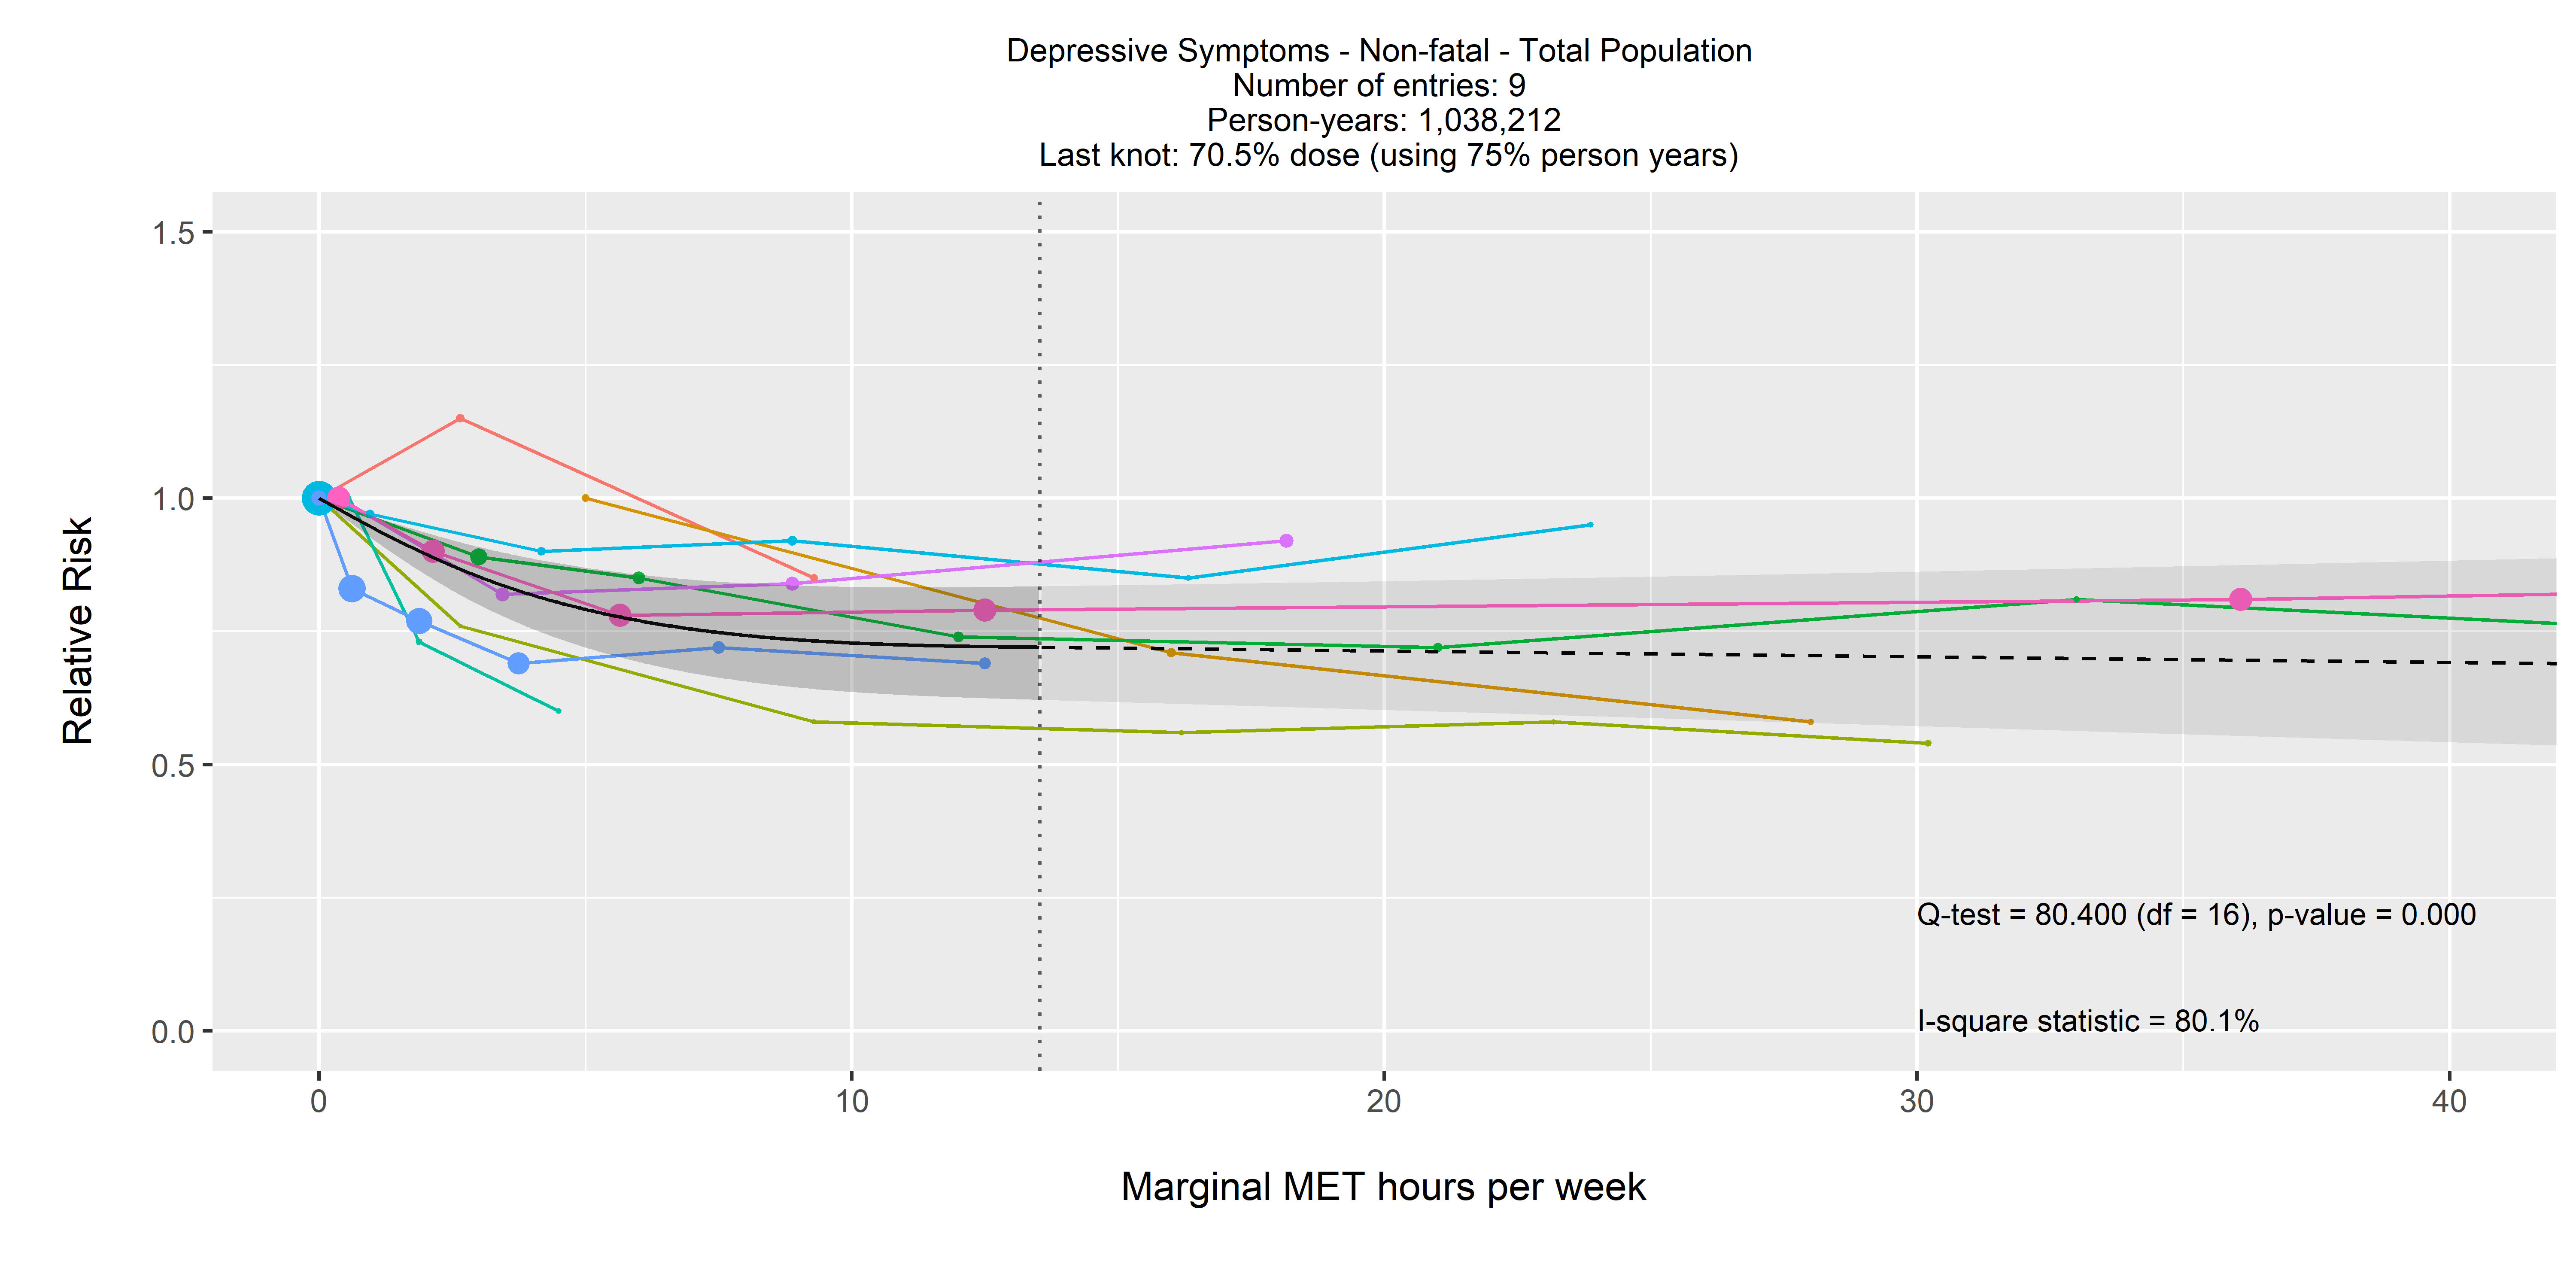 Depressive Symptoms - Non-fatal - Total Population
Number of entries: 9
Person-years: 1,038,212
Last knot: 70.5% dose (using 75% person years)
1.5
1.0
0.5
0.0
Relative Risk
Q-test = 80.400 (df = 16), p-value = 0.000
I-square statistic = 80.1%
0
10
20
30
40
Marginal MET hours per week